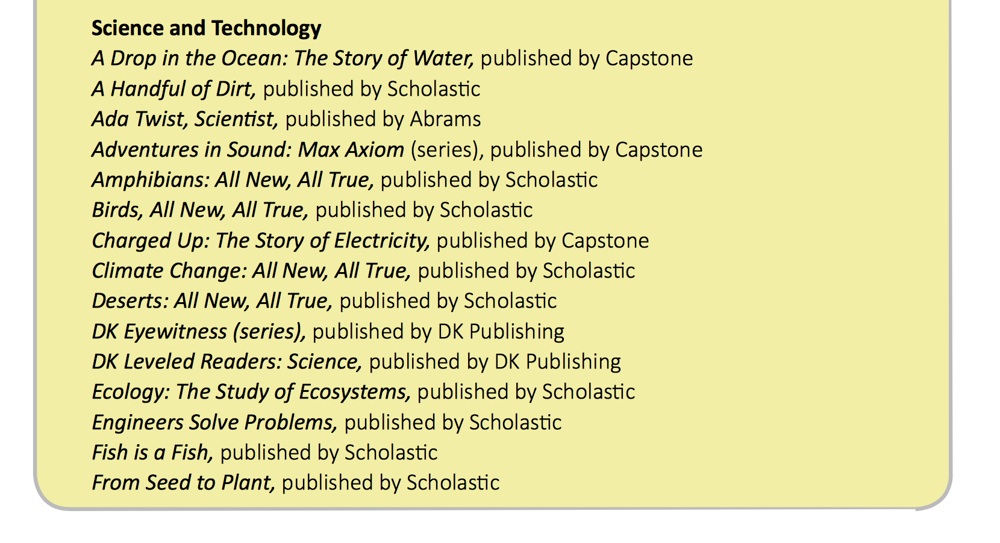 Science and Technology
A Drop in the Ocean: The Story of Water, published by Capstone
A Handful of Dirt, published by Scholastic
Ada Twist, Scientist, published by Abrams
Adventures in Sound: Max Axiom (series), published by Capstone
Amphibians: All New, All True, published by Scholastic
Birds, All New, All True, published by Scholastic
Charged Up: The Story of Electricity, published by Capstone
Climate Change: All New, All True, published by Scholastic
Deserts: All New, All True, published by Scholastic
DK Eyewitness (series), published by DK Publishing
DK Leveled Readers: Science, published by DK Publishing
Ecology: The Study of Ecosystems, published by Scholastic
Engineers Solve Problems, published by Scholastic
Fish is a Fish, published by Scholastic
From Seed to Plant, published by Scholastic